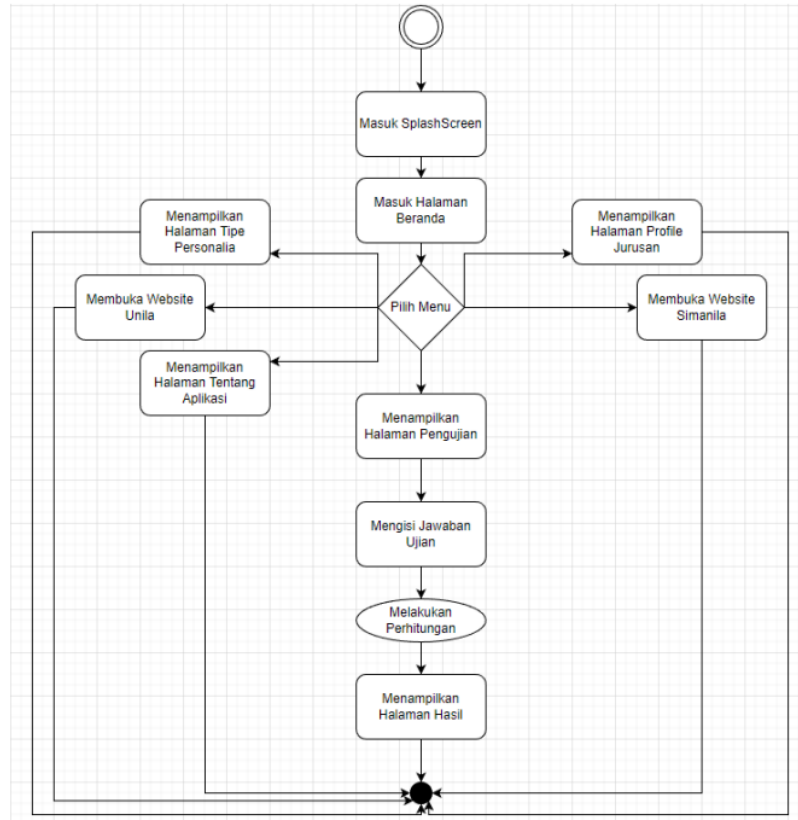 Masuk SplashScreen
Masuk Halaman
Beranda
Menampilkan
Halaman Tipe
Personalia
Menampilkan
Halaman Profile
Jurusan
Membuka Website
Unila
Pilih Menu
Membuka Website
Simanila
Menampilkan
Halaman Tentang
Aplikasi
Menampilkan
Halaman Pengujian
Mengisi Jawaban
Ujian
Melakukan
Perhitungan
Menampilkan
Halaman Hasil